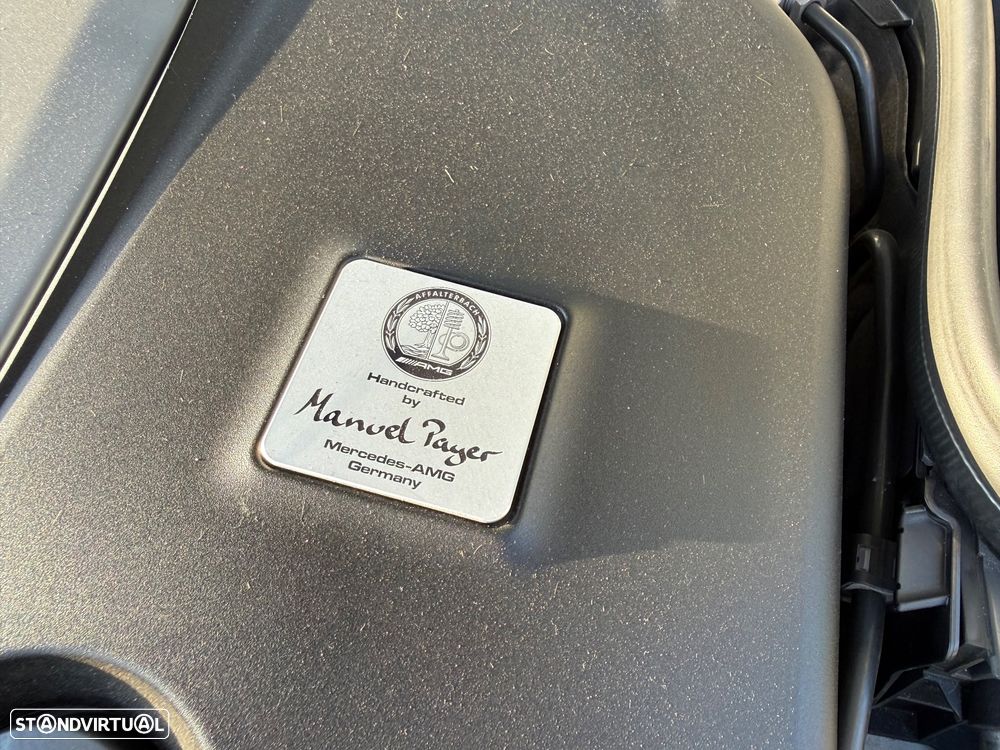 AFFALTERBACH
AMG
Handcrafted
by
Manuel Payer
Mercedes-AMG
Germany
STANDVIRTUAL